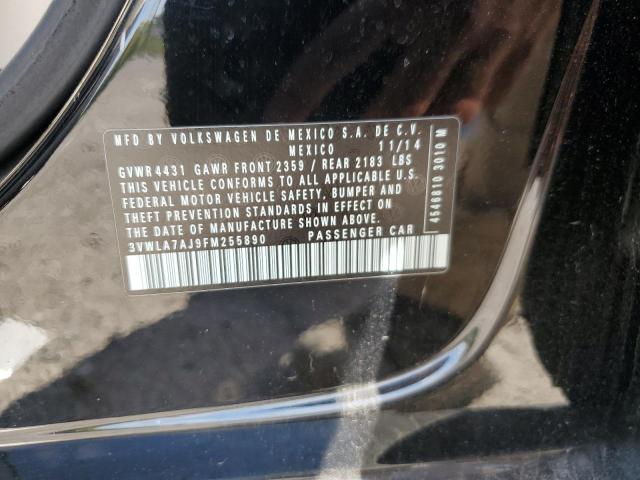 MFD BY VOLKSWAGEN DE MEXICO S.A. DE C.V.
MEXICO 11/14
GVWR 4431 GAWR FRONT 2359 / REAR 2183 LBS
THIS VEHICLE CONFORMS TO ALL APPLICABLE U.S.
FEDERAL MOTOR VEHICLE SAFETY, BUMPER AND
THEFT PREVENTION STANDARDS IN EFFECT ON
THE DATE OF MANUFACTURE SHOWN ABOVE.
3VWLA7AJ9FM255890 PASSENGER CAR
4546810 3010 M